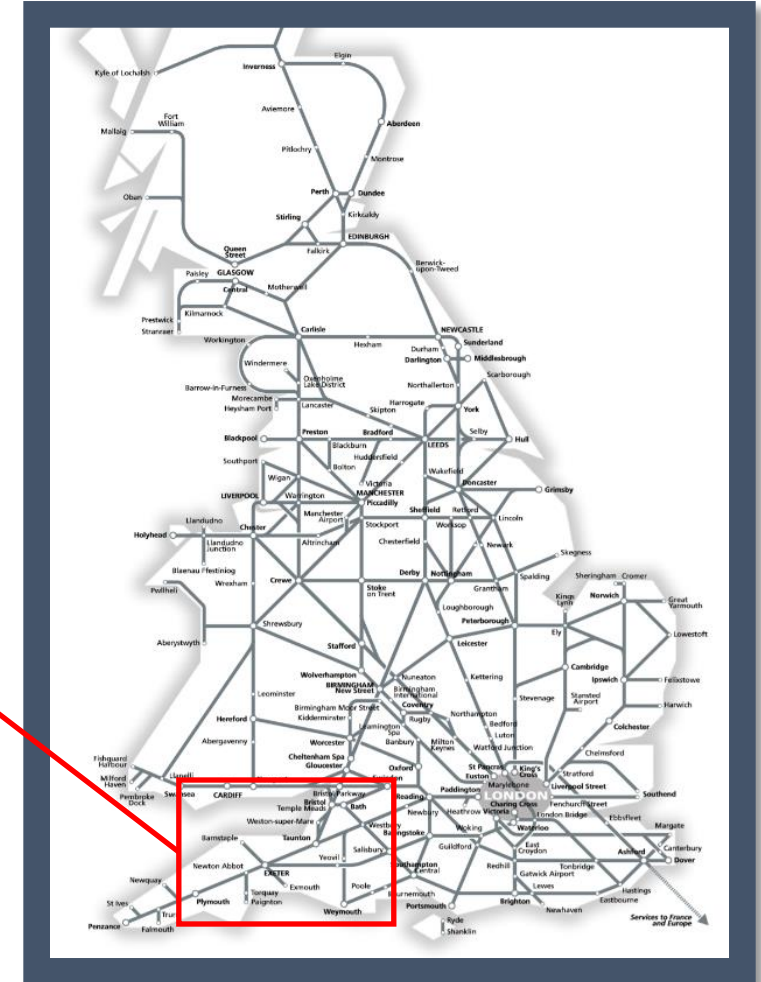 Elgin
Inverness
Kyle of Lochalsh
Aviemore
Fort
William
Aberdeen
Mallaig
Pitlochry
Montrose
Perth
Dundee
Oban
Kirkcaldy
Stirling
EDINBURGH
Queen
Street
Falkirk
Berwick-
upon-Tweed
Paisley
GLASGOW
Central
Motherwell
Kilmarnock
Prestwick
Stranraer
Carlisle
NEWCASTLE
Sunderland
Workington
Hexham
Durham
Darlington
Middlesbrough
Windermere
Scarborough
Oxenholme
Lake District
Northallerton
Barrow-in-Furness
Morecambe
Heysham Port
Lancaster
Harrogate
York
Skipton
Blackpool
Preston
Bradford
Selby
Hull
Blackburn
LEEDS
Huddersfield
Southport
Bolton
Wakefield
Wigan
Victoria
Doncaster
LIVERPOOL
Warrington
MANCHESTER
Piccadilly
Grimsby
Manchester
Airport
Sheffield
Retford
Llandudno
Chester
Stockport
Worksop
Lincoln
Holyhead
Llandudno
Junction
Altrincham
Chesterfield
Newark
Skegness
Blaenau Ffestiniog
Wrexham
Crewe
Derby
Nottingham
Spalding
Sheringham
Cromer
Pwllheli
Stoke
on Trent
Grantham
Kings
Lynn
Norwich
Great
Yarmouth
Loughborough
Shrewsbury
Peterborough
Aberystwyth
Stafford
Leicester
Ely
Lowestoft
Wolverhampton
Nuneaton
Kettering
Cambridge
BIRMINGHAM
New Street
Birmingham
International
Ipswich
Felixstowe
Leominster
Birmingham Moor Street
Coventry
Stevenage
Stansted
Airport
Kidderminster
Rugby
Northampton
Harwich
Hereford
Leamington
Spa
Bedford
Colchester
Worcester
Banbury
Milton
Keynes
Luton
Abergavenny
Watford Junction
Cheltenham Spa
Chelmsford
Gloucester
Oxford
St Pancras
King's
Cross
Fishguard
Harbour
Euston
Stratford
Milford
Haven
Llanelli
Marylebone
Liverpool Street
Pembroke
Dock
Swansea
CARDIFF
Bristol Parkway
Reading
Paddington
LONDON
Southend
Bristol
Temple Meads
Bath
Newbury
Heathrow
Victoria
Charing Cross
Fenchurch Street
London Bridge
Ebbsfleet
Weston-super-Mare
Westbury
Basingstoke
Woking
Waterloo
Margate
Barnstaple
Taunton
Salisbury
Guildford
East
Croydon
Canterbury
Yeovil
Ashford
Dover
Newton Abbot
Southampton
Central
Redhill
Tonbridge
EXETER
Gatwick Airport
Newquay
Exmouth
Poole
Lewes
Hastings
Torquay
Paignton
Bournemouth
Eastbourne
St Ives
Plymouth
Portsmouth
Brighton
Newhaven
Weymouth
Services to France
and Europe
Ryde
Penzance
Falmouth
Shanklin